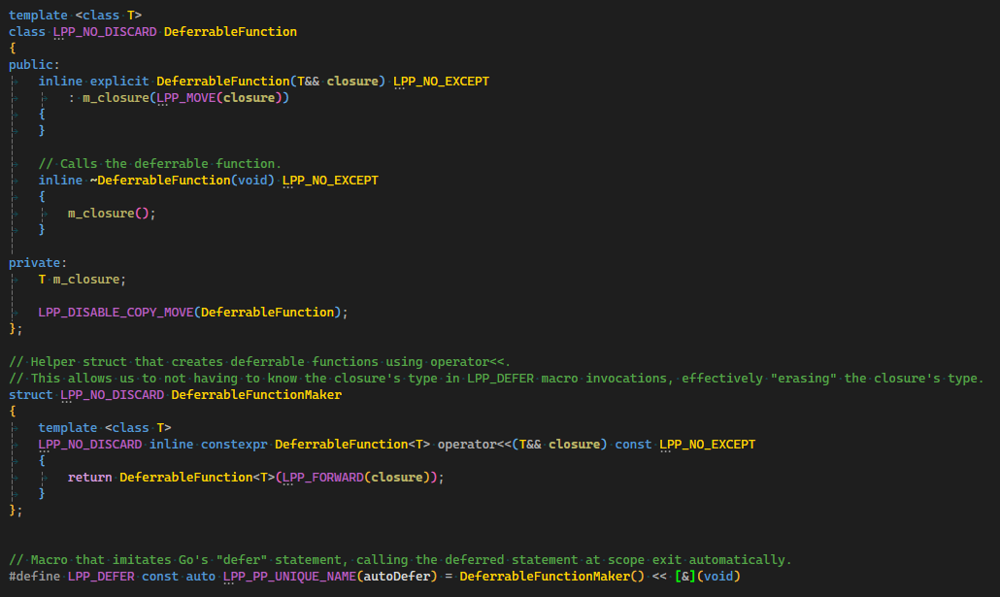 template <class T>
class LPP_NO_DISCARD DeferrableFunction
{
public:
inline explicit DeferrableFunction(T&& closure) LPP_NO_EXCEPT
: m_closure(LPP_MOVE(closure))
{
}
// Calls the deferrable function.
inline ~DeferrableFunction(void) LPP_NO_EXCEPT
{
m_closure();
}
private:
T m_closure;
LPP_DISABLE_COPY_MOVE(DeferrableFunction);
};
// Helper struct that creates deferrable functions using operator<<.
// This allows us to not having to know the closure's type in LPP_DEFER macro invocations, effectively "erasing" the closure's type.
struct LPP_NO_DISCARD DeferrableFunctionMaker
{
template <class T>
LPP_NO_DISCARD inline constexpr DeferrableFunction<T> operator<<(T&& closure) const LPP_NO_EXCEPT
{
return DeferrableFunction<T>(LPP_FORWARD(closure));
}
};
// Macro that imitates Go's "defer" statement, calling the deferred statement at scope exit automatically.
#define LPP_DEFER const auto LPP_PP_UNIQUE_NAME(autoDefer) = DeferrableFunctionMaker() << [&](void)